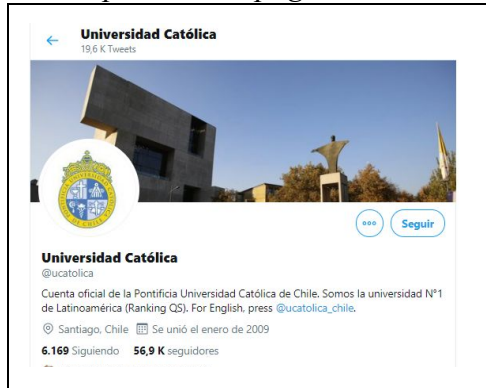 Universidad Católica
19,6 K Tweets
Seguir
Universidad Católica
@ucatolica
Cuenta oficial de la Pontificia Universidad Católica de Chile. Somos la universidad N°1
de Latinoamérica (Ranking QS). For English, press @ucatolica_chile.
Santiago, Chile Se unió el enero de 2009
6.169 Siguiendo 56,9 K seguidores